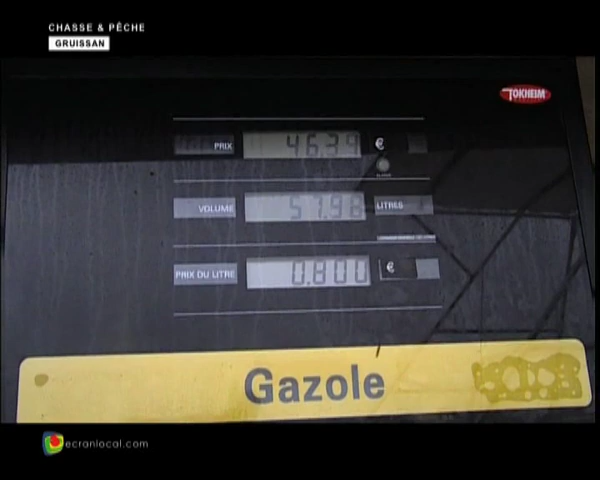 CHASSE & PÊCHE
GRUISSAN
TOKHEIM
PRIX 46.39 €
VOLUME 57.98 LITRES
PRIX DU LITRE 0.800 €
Gazole
ecranlocal.com